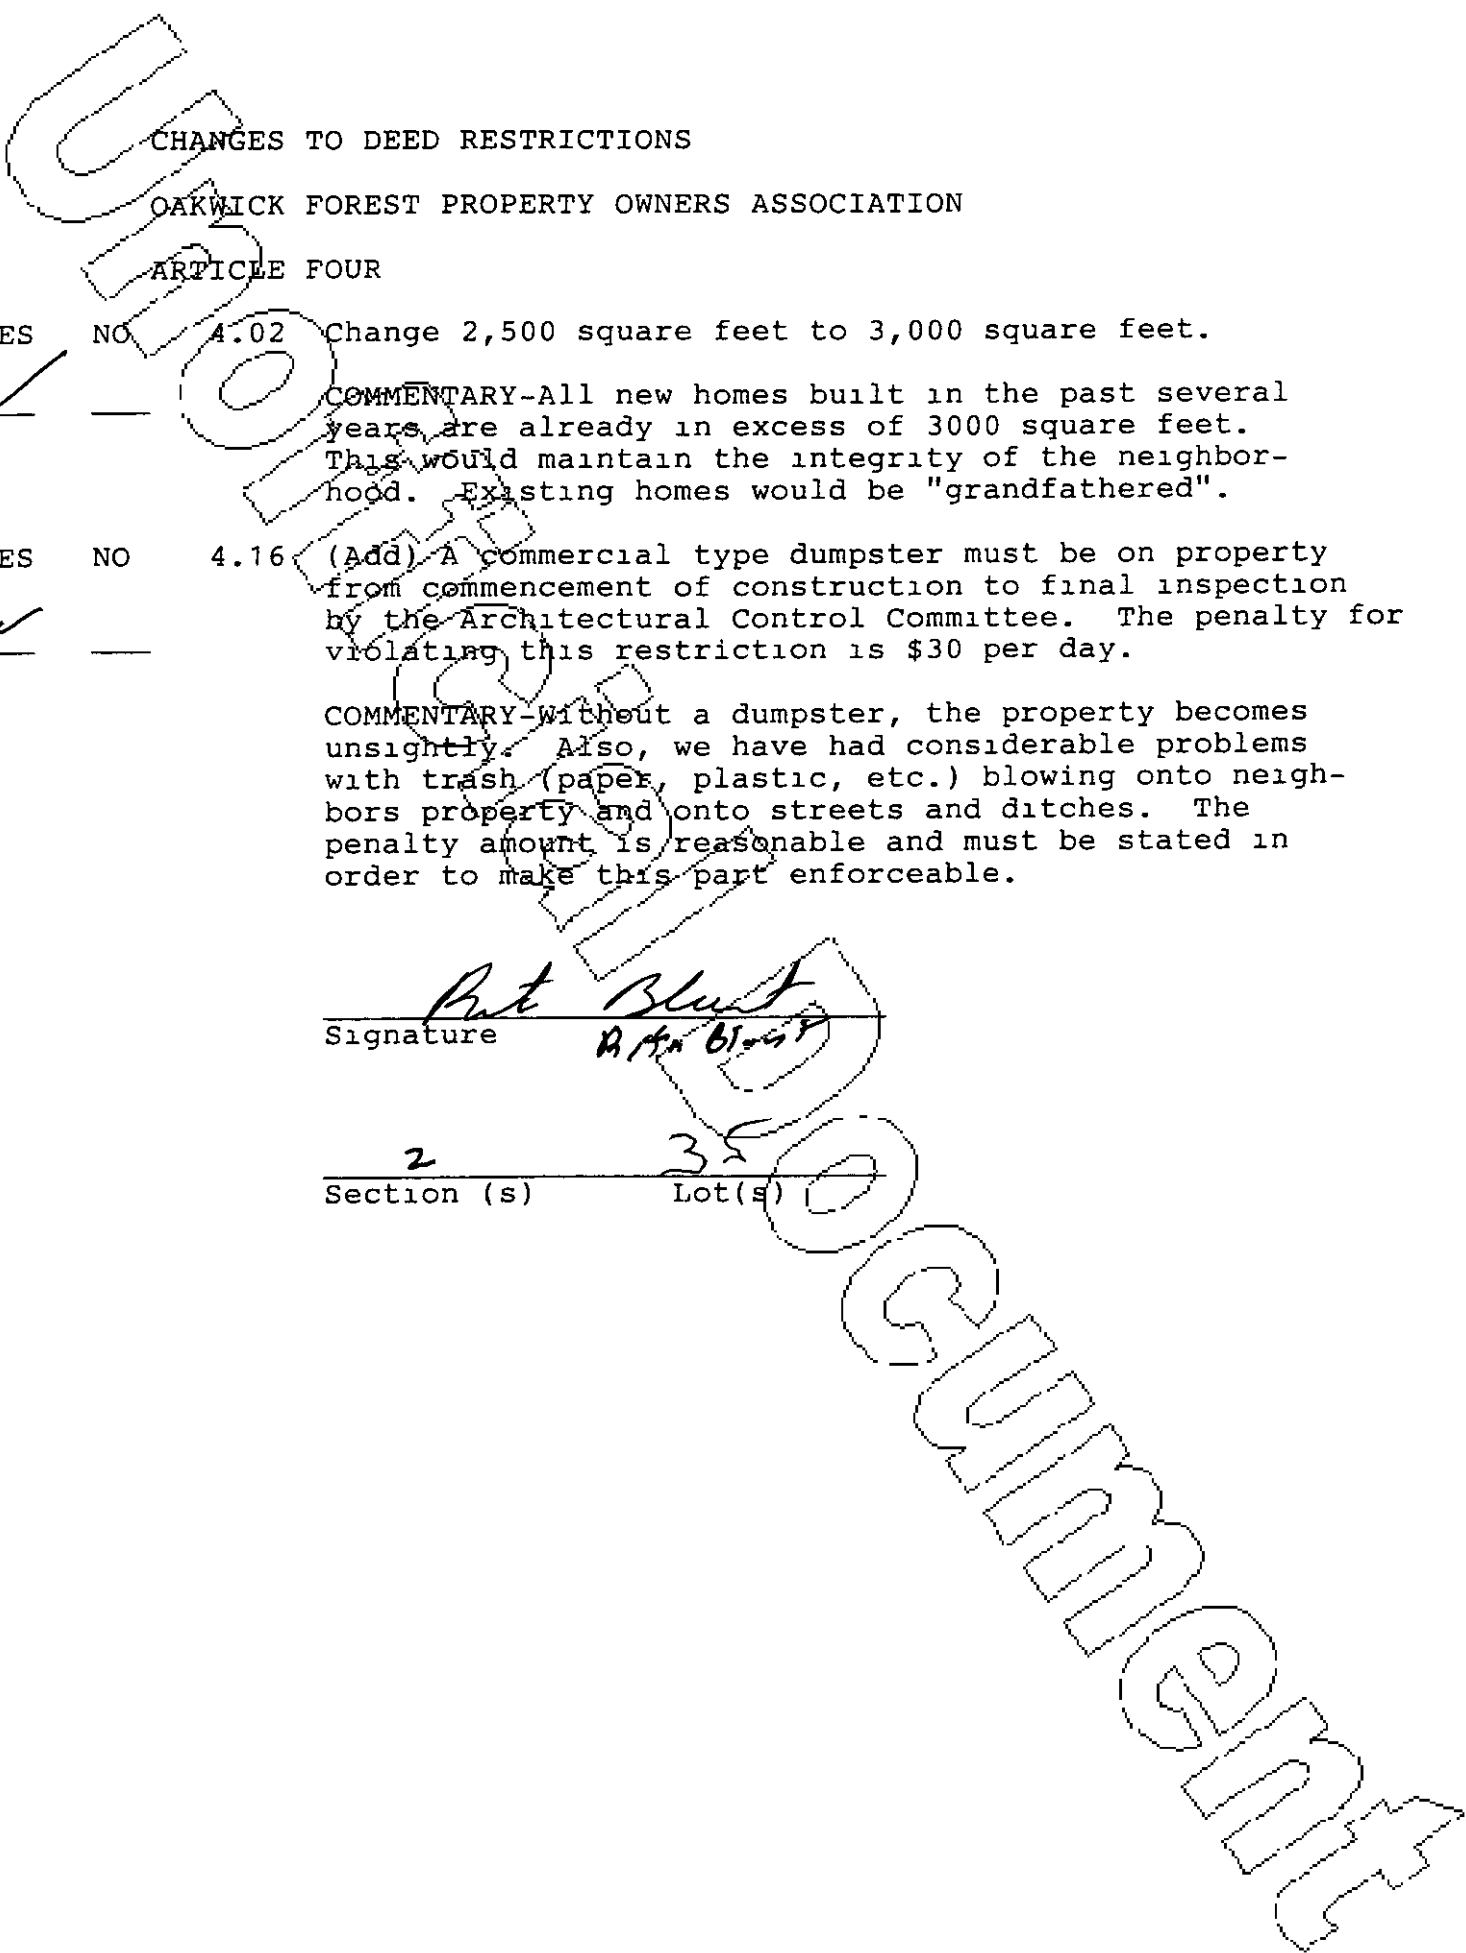 CHANGES TO DEED RESTRICTIONS
OAKWICK FOREST PROPERTY OWNERS ASSOCIATION
ARTICLE FOUR
ES NO 4.02 Change 2,500 square feet to 3,000 square feet.
COMMENTARY-All new homes built in the past several
years are already in excess of 3000 square feet.
This would maintain the integrity of the neighbor-
hood. Existing homes would be "grandfathered".
ES NO 4.16 (Add) A commercial type dumpster must be on property
from commencement of construction to final inspection
by the Architectural Control Committee. The penalty for
violating this restriction is $30 per day.
COMMENTARY-Without a dumpster, the property becomes
unsightly. Also, we have had considerable problems
with trash (paper, plastic, etc.) blowing onto neigh-
bors property and onto streets and ditches. The
penalty amount is reasonable and must be stated in
order to make this part enforceable.
Blunt
Signature
2 35
Section (s) Lot(s)
Unofficial Document